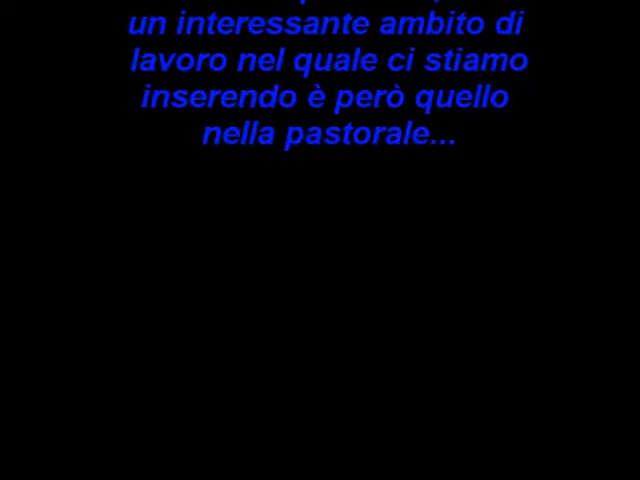 un interessante ambito di
lavoro nel quale ci stiamo
inserendo è però quello
nella pastorale...